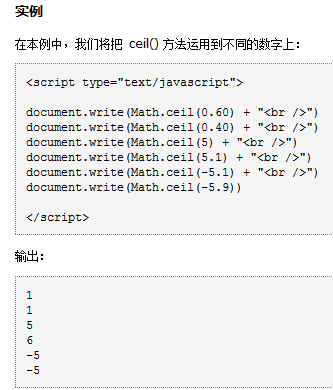 实例
在本例中，我们将把 ceil() 方法运用到不同的数字上：
<script type="text/javascript">
document.write(Math.ceil(0.60) + "<br />")
document.write(Math.ceil(0.40) + "<br />")
document.write(Math.ceil(5) + "<br />")
document.write(Math.ceil(5.1) + "<br />")
document.write(Math.ceil(-5.1) + "<br />")
document.write(Math.ceil(-5.9))
</script>
输出：
1
1
5
6
-5
-5